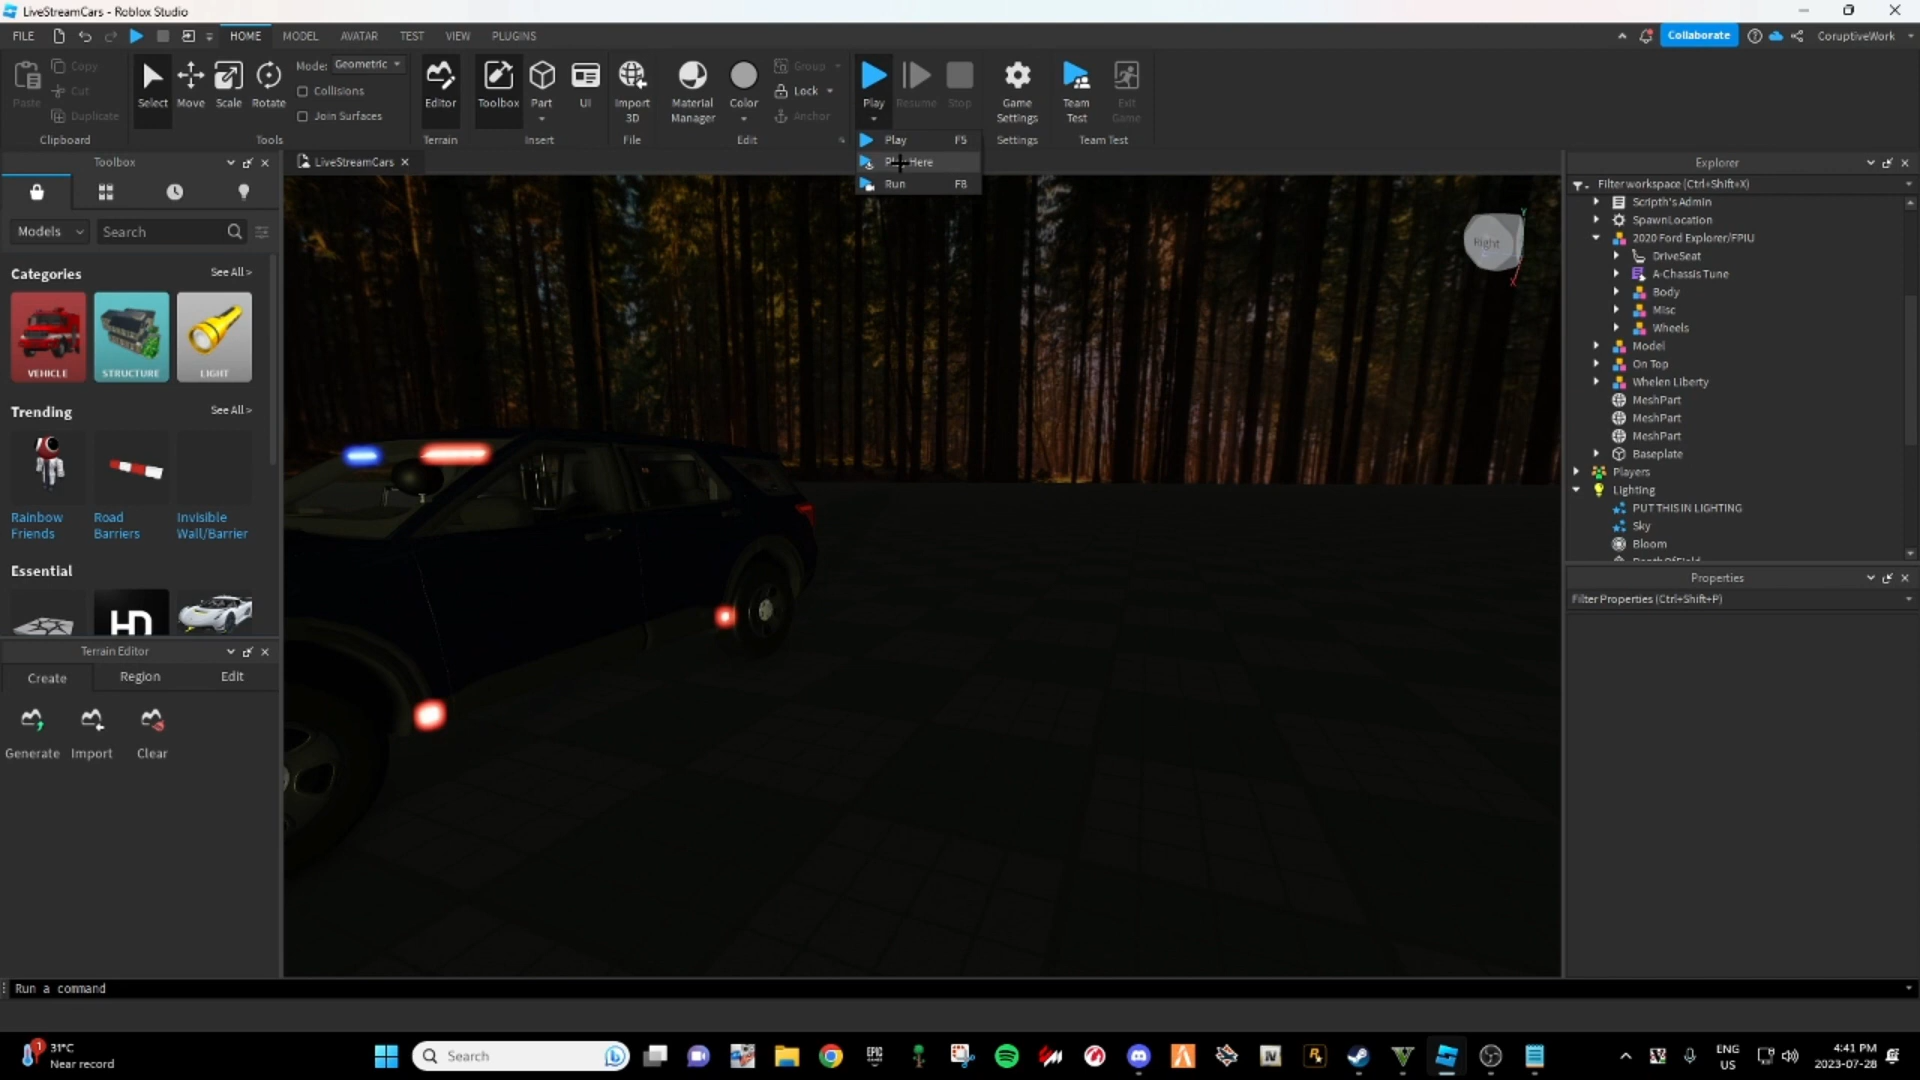 LiveStreamCars - Roblox Studio
FILE HOME MODEL AVATAR TEST VIEW PLUGINS Collaborate CoruptiveWork
Paste Copy Cut Duplicate Clipboard
Select Move Scale Rotate Mode: Geometric Collisions Join Surfaces Tools
Editor Terrain
Toolbox Part UI Insert
Import 3D File
Material Manager Color Group Lock Anchor Edit
Play Resume Stop
Game Settings Settings
Team Test Exit Game Team Test
Play F5
Here
Run F8
Toolbox
Models Search
Categories See All >
VEHICLE STRUCTURE LIGHT
Trending See All >
Rainbow Friends
Road Barriers
Invisible Wall/Barrier
Essential
HD
Terrain Editor
Create Region Edit
Generate Import Clear
LiveStreamCars
Right
Y
X
Explorer
Filter workspace (Ctrl+Shift+X)
Scripth's Admin
SpawnLocation
2020 Ford Explorer/FPIU
DriveSeat
A-Chassis Tune
Body
Misc
Wheels
Model
On Top
Whelen Liberty
MeshPart
MeshPart
MeshPart
Baseplate
Players
Lighting
PUT THIS IN LIGHTING
Sky
Bloom
Properties
Filter Properties (Ctrl+Shift+P)
Run a command
1
31°C
Near record
Search
EPIC GAMES
IV
ENG
US
4:41 PM
2023-07-28